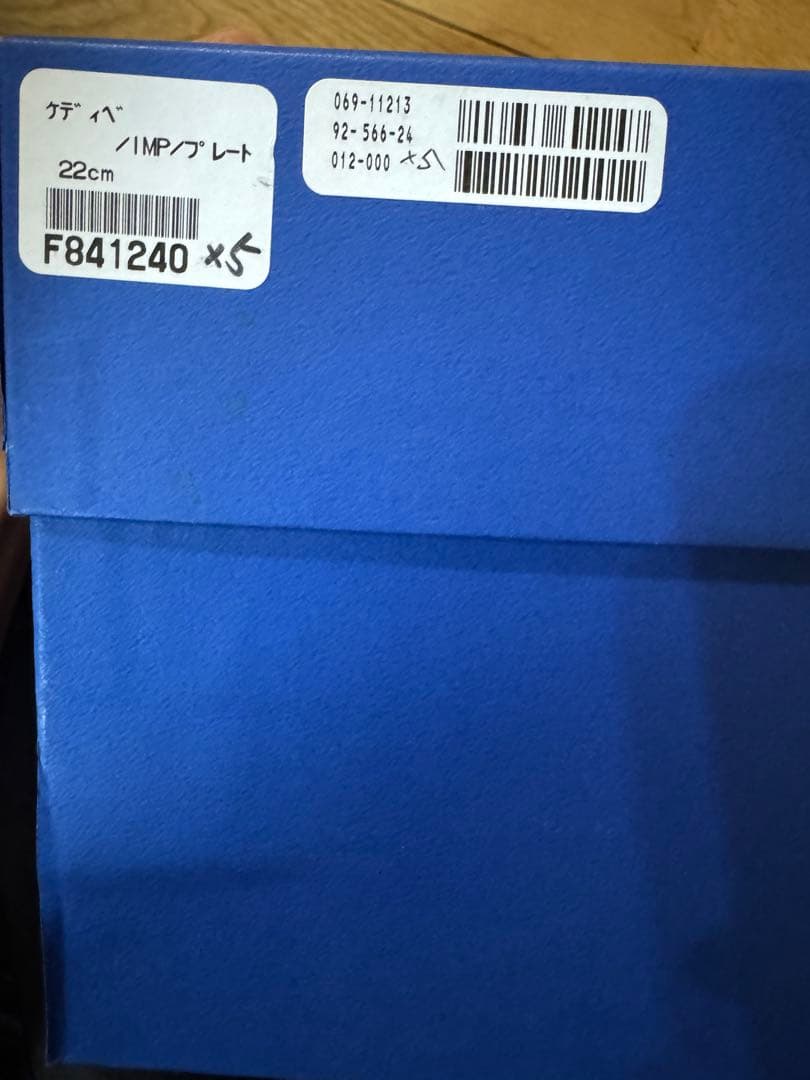 ｹﾃﾞｨﾍﾞ
/IMP/ﾌﾟﾚｰﾄ
22cm
F841240 ×5
069-11213
92-566-24
012-000 ×5